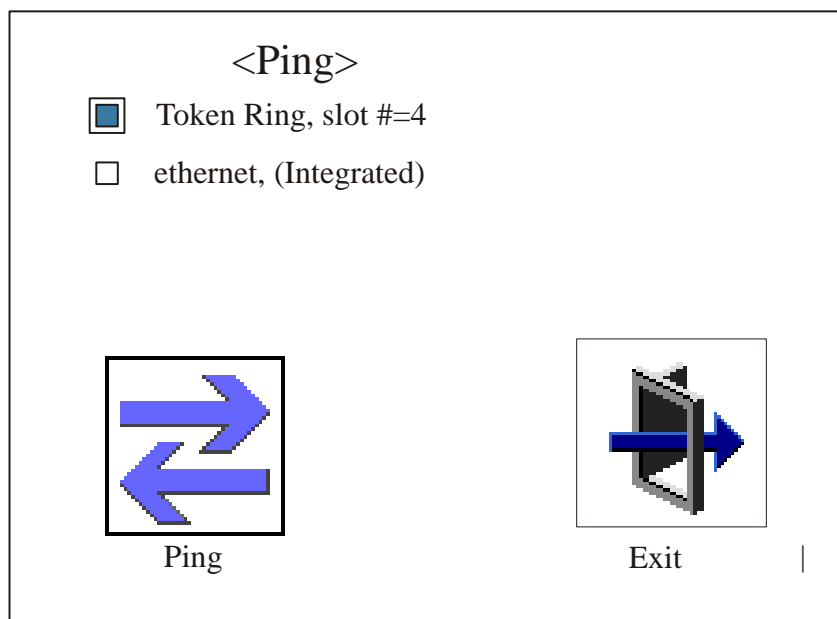 <Ping>
Token Ring, slot #=4
ethernet, (Integrated)
Ping
Exit